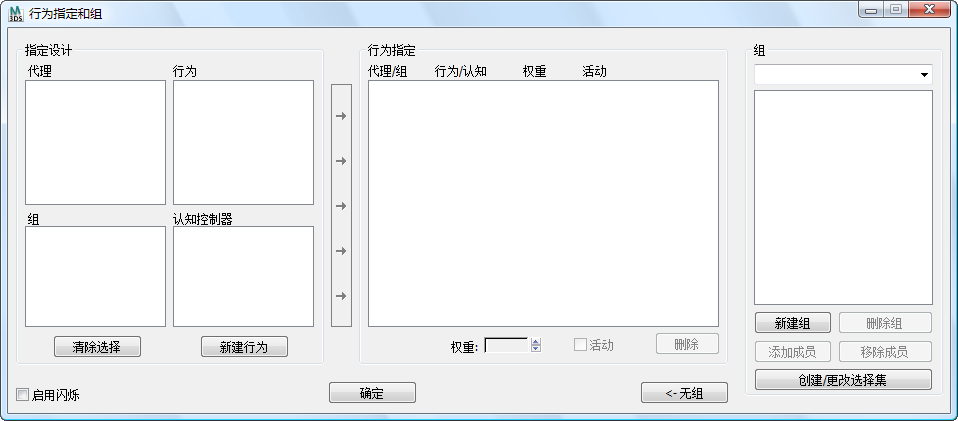 M
3DS
行为指定和组
指定设计
代理
行为
组
认知控制器
清除选择
新建行为
启用闪烁
行为指定
代理/组 行为/认知 权重 活动
权重:
活动
删除
确定
<- 无组
组
新建组
删除组
添加成员
移除成员
创建/更改选择集